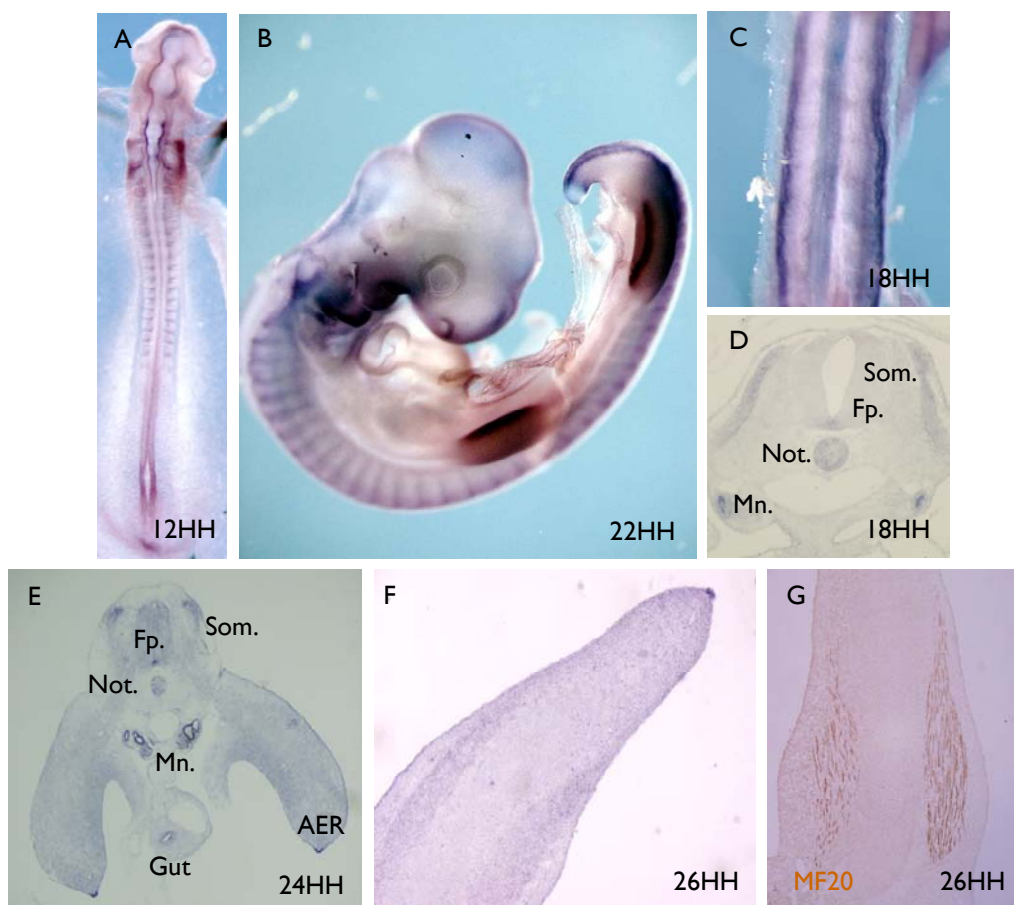 A
12HH
B
22HH
C
18HH
D
Som.
Fp.
Not.
Mn.
18HH
E
Som.
Fp.
Not.
Mn.
AER
Gut
24HH
F
26HH
G
MF20 26HH